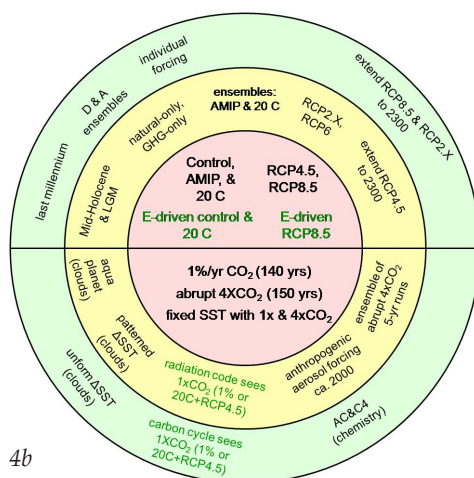 individual
forcing
D & A
ensembles
last millennium
extend RCP8.5 & RCP2.X
to 2300
natural-only,
GHG-only
ensembles:
AMIP & 20 C
RCP2.X,
RCP6
extend RCP4.5
to 2300
Mid-Holocene
& LGM
Control,
AMIP, &
20 C
RCP4.5,
RCP8.5
E-driven control &
20 C
E-driven
RCP8.5
1%/yr CO₂ (140 yrs)
abrupt 4XCO₂ (150 yrs)
fixed SST with 1x & 4xCO₂
aqua
planet
(clouds)
patterned
ΔSST
(clouds)
uniform ΔSST
(clouds)
radiation code sees
1xCO₂ (1% or
20C+RCP4.5)
carbon cycle sees
1XCO₂ (1% or
20C+RCP4.5)
ensemble of
abrupt 4xCO₂
5-yr runs
anthropogenic
aerosol forcing
ca. 2000
AC&C4
(chemistry)
4b